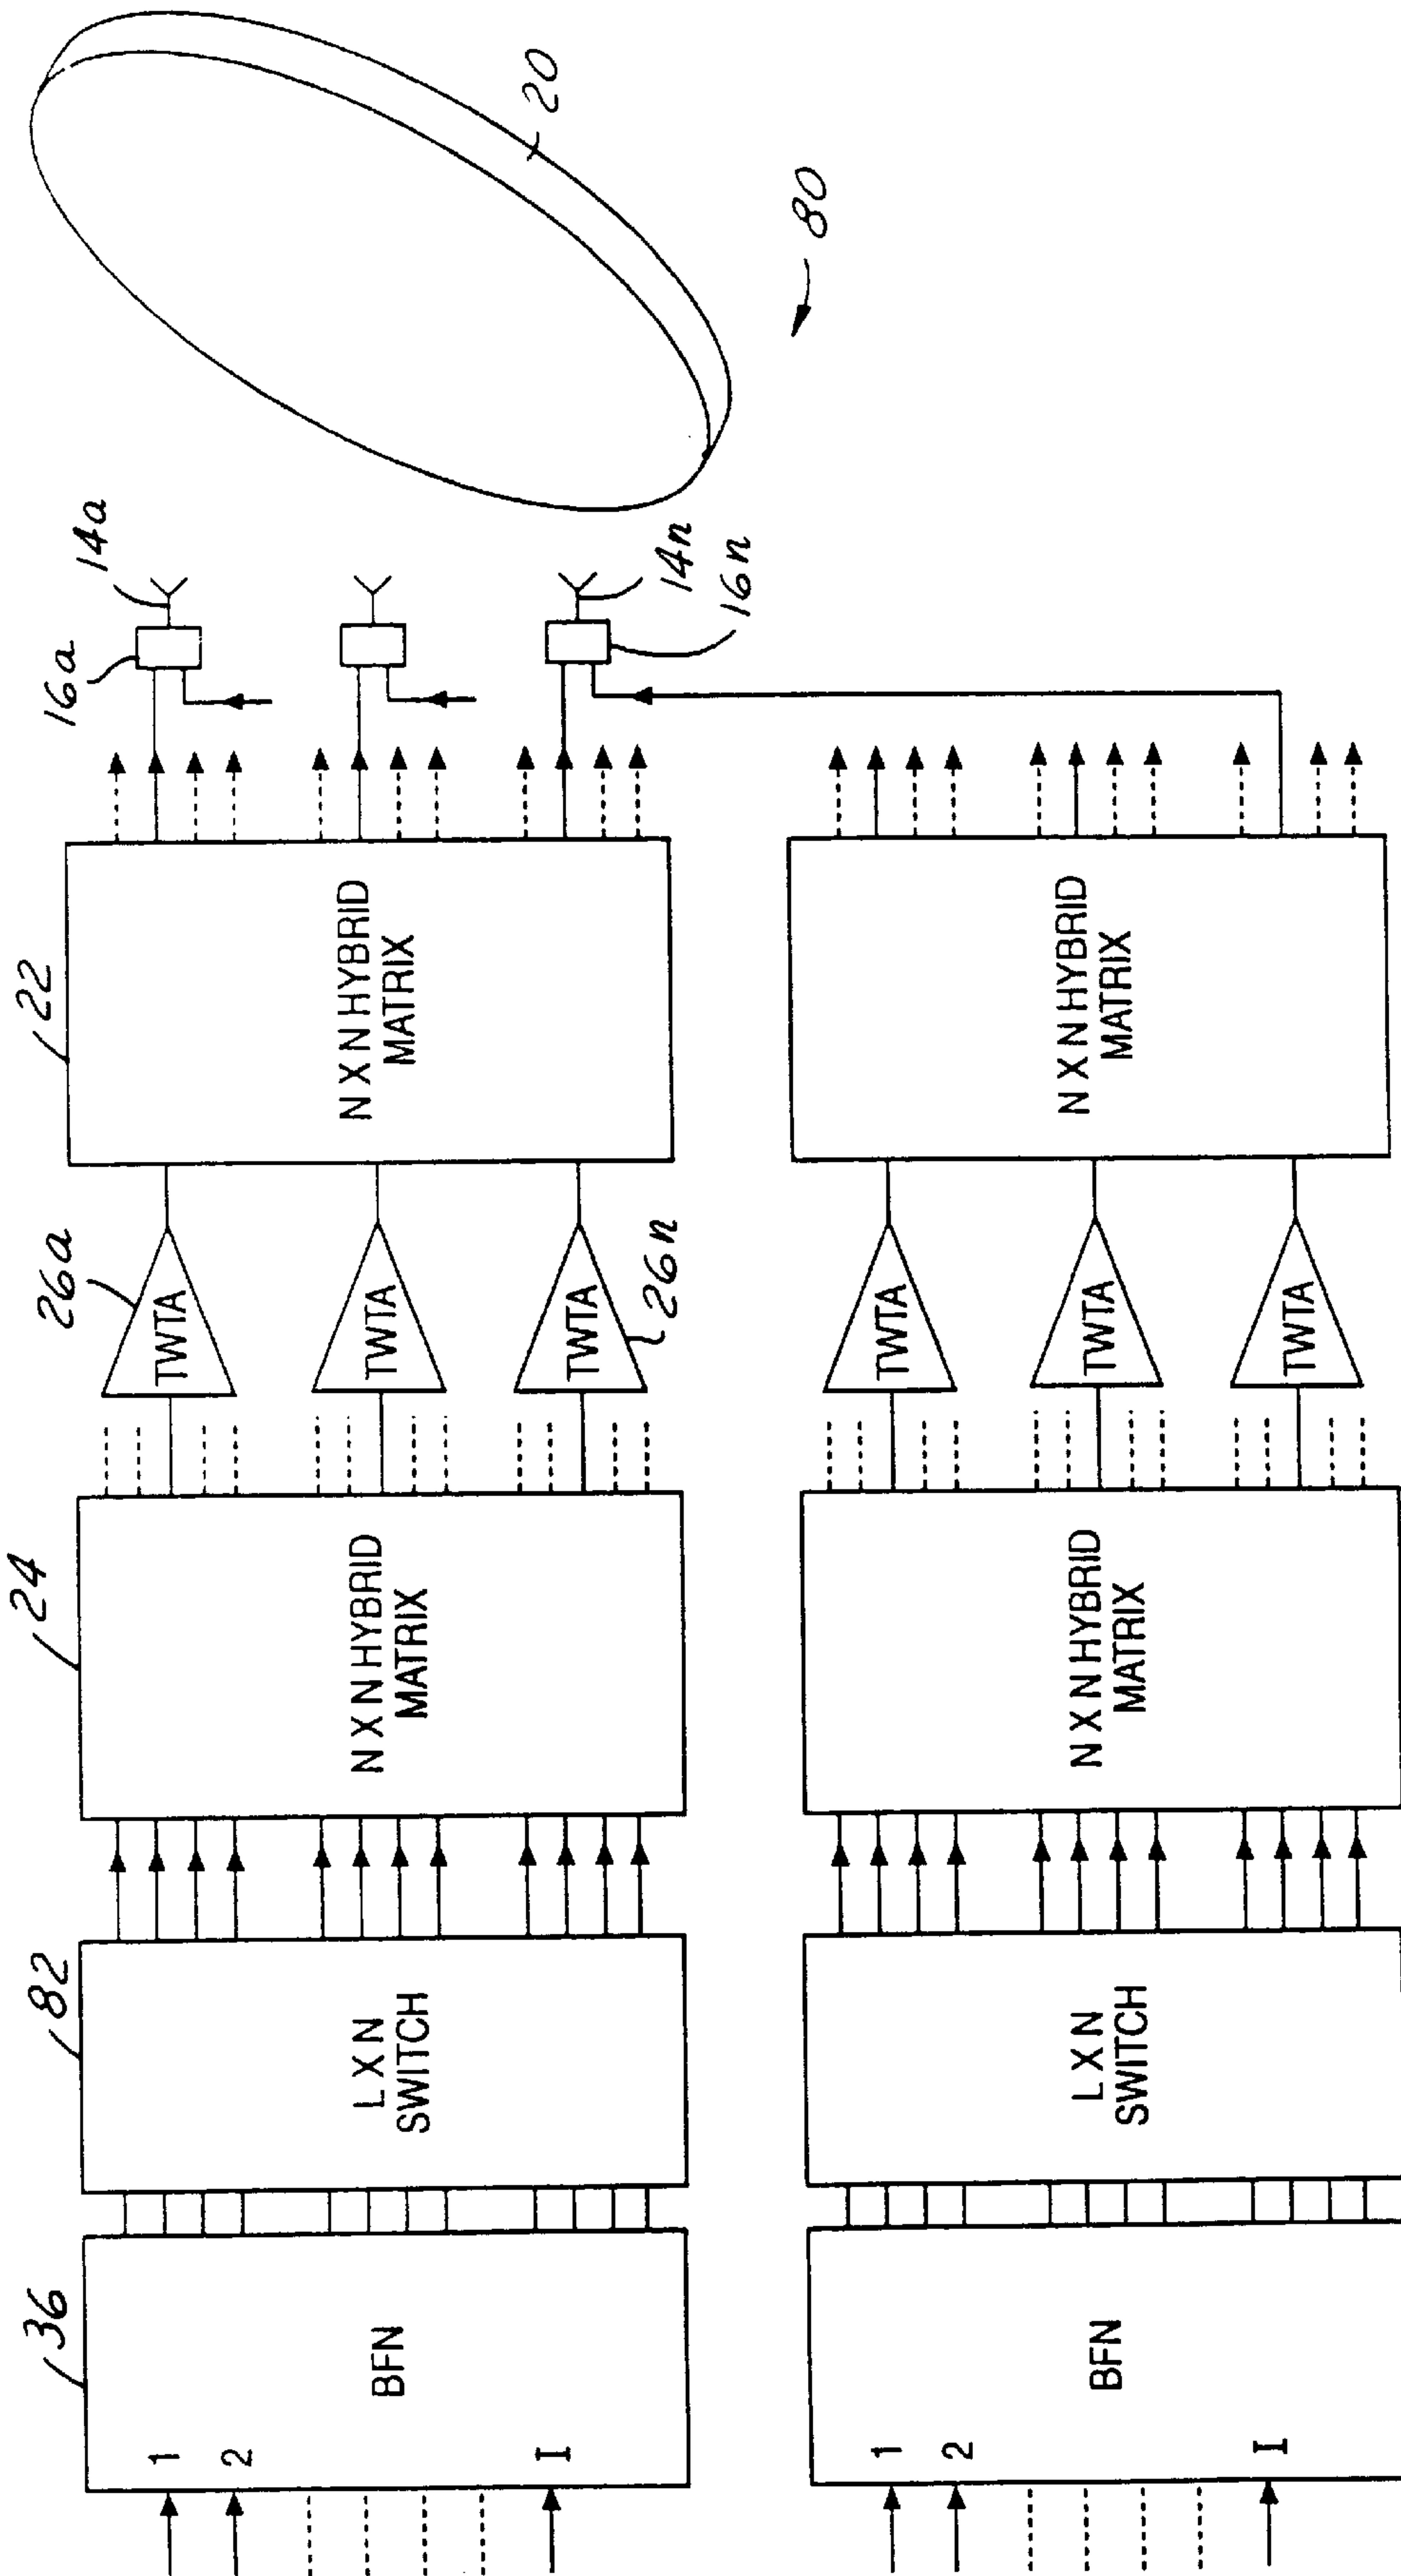 36
82
24
22
26a
26n
16a
14a
14n
16n
20
80
1
2
I
BFN
L X N
SWITCH
N X N HYBRID
MATRIX
TWTA
TWTA
TWTA
N X N HYBRID
MATRIX
1
2
I
BFN
L X N
SWITCH
N X N HYBRID
MATRIX
TWTA
TWTA
TWTA
N X N HYBRID
MATRIX